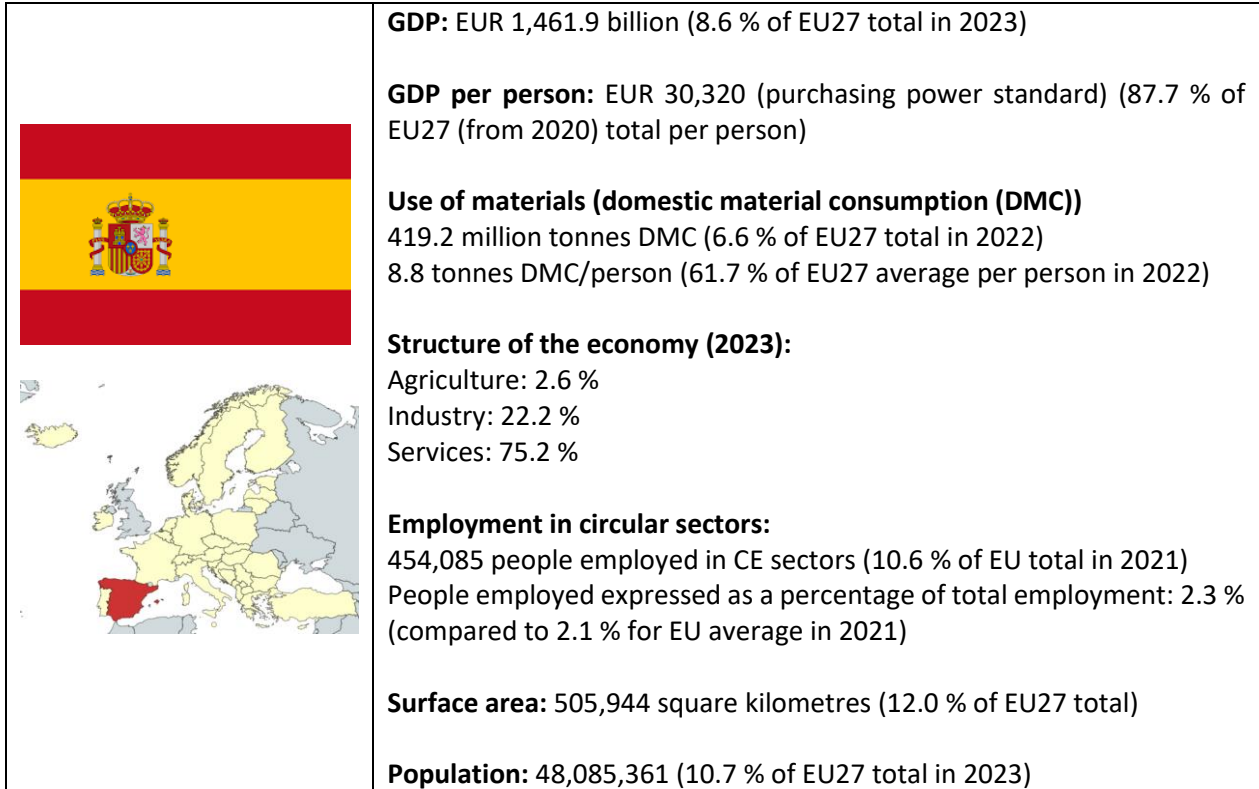 GDP: EUR 1,461.9 billion (8.6 % of EU27 total in 2023)
GDP per person: EUR 30,320 (purchasing power standard) (87.7 % of
EU27 (from 2020) total per person)
Use of materials (domestic material consumption (DMC))
419.2 million tonnes DMC (6.6 % of EU27 total in 2022)
8.8 tonnes DMC/person (61.7 % of EU27 average per person in 2022)
Structure of the economy (2023):
Agriculture: 2.6 %
Industry: 22.2 %
Services: 75.2 %
Employment in circular sectors:
454,085 people employed in CE sectors (10.6 % of EU total in 2021)
People employed expressed as a percentage of total employment: 2.3 %
(compared to 2.1 % for EU average in 2021)
Surface area: 505,944 square kilometres (12.0 % of EU27 total)
Population: 48,085,361 (10.7 % of EU27 total in 2023)